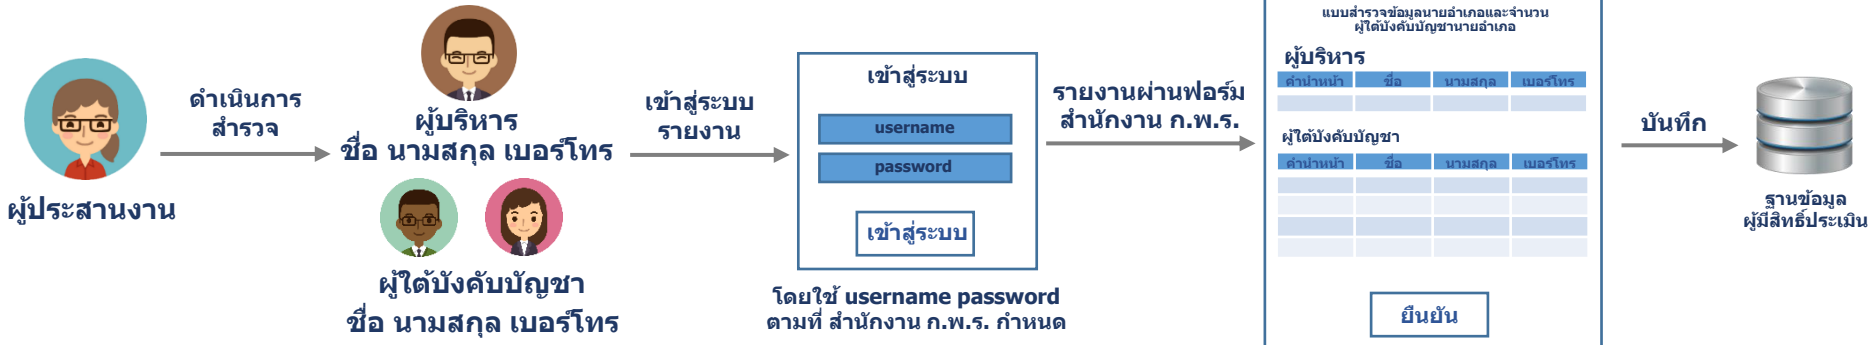 ผู้ประสานงาน
ดำเนินการ
สำรวจ
ผู้บริหาร
ชื่อ นามสกุล เบอร์โทร
ผู้ใต้บังคับบัญชา
ชื่อ นามสกุล เบอร์โทร
เข้าสู่ระบบ
รายงาน
เข้าสู่ระบบ
username
password
เข้าสู่ระบบ
โดยใช้ username password
ตามที่ สำนักงาน ก.พ.ร. กำหนด
รายงานผ่านฟอร์ม
สำนักงาน ก.พ.ร.
แบบสำรวจข้อมูลนายอำเภอและจำนวน
ผู้ใต้บังคับบัญชานายอำเภอ
ผู้บริหาร
คำนำหน้า ชื่อ นามสกุล เบอร์โทร
ผู้ใต้บังคับบัญชา
คำนำหน้า ชื่อ นามสกุล เบอร์โทร
ยืนยัน
บันทึก
ฐานข้อมูล
ผู้มีสิทธิ์ประเมิน